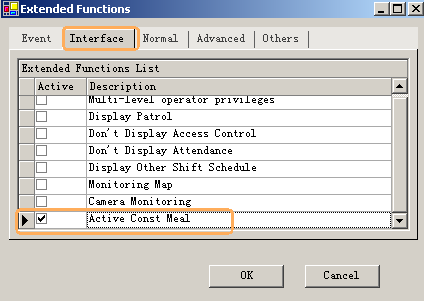 Extended Functions
Event Interface Normal Advanced Others
Extended Functions List
Active Description
Multi-level operator privileges
Display Patrol
Don't Display Access Control
Don't Display Attendance
Display Other Shift Schedule
Monitoring Map
Camera Monitoring
Active Const Meal
OK Cancel